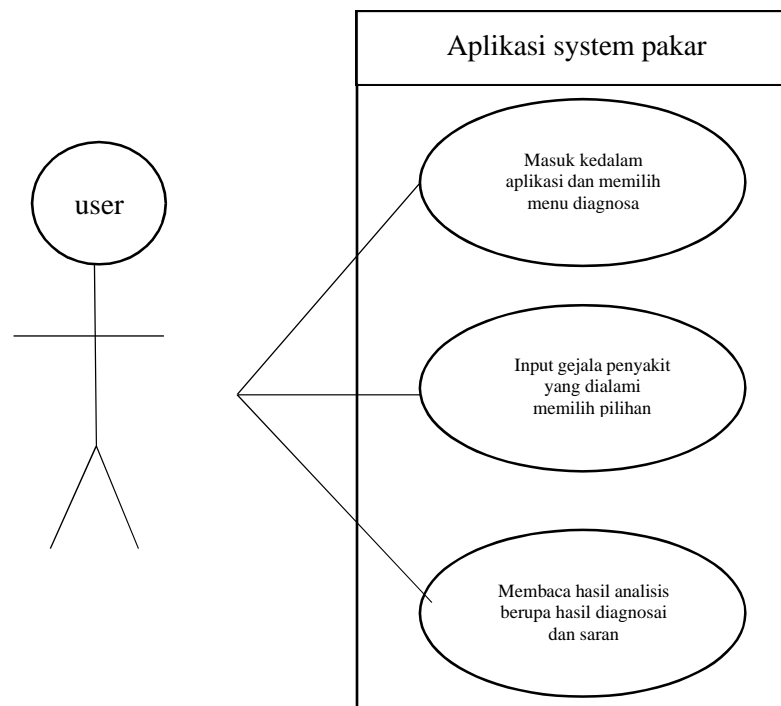 Aplikasi system pakar
user
Masuk kedalam
aplikasi dan memilih
menu diagnosa
Input gejala penyakit
yang dialami
memilih pilihan
Membaca hasil analisis
berupa hasil diagnosai
dan saran